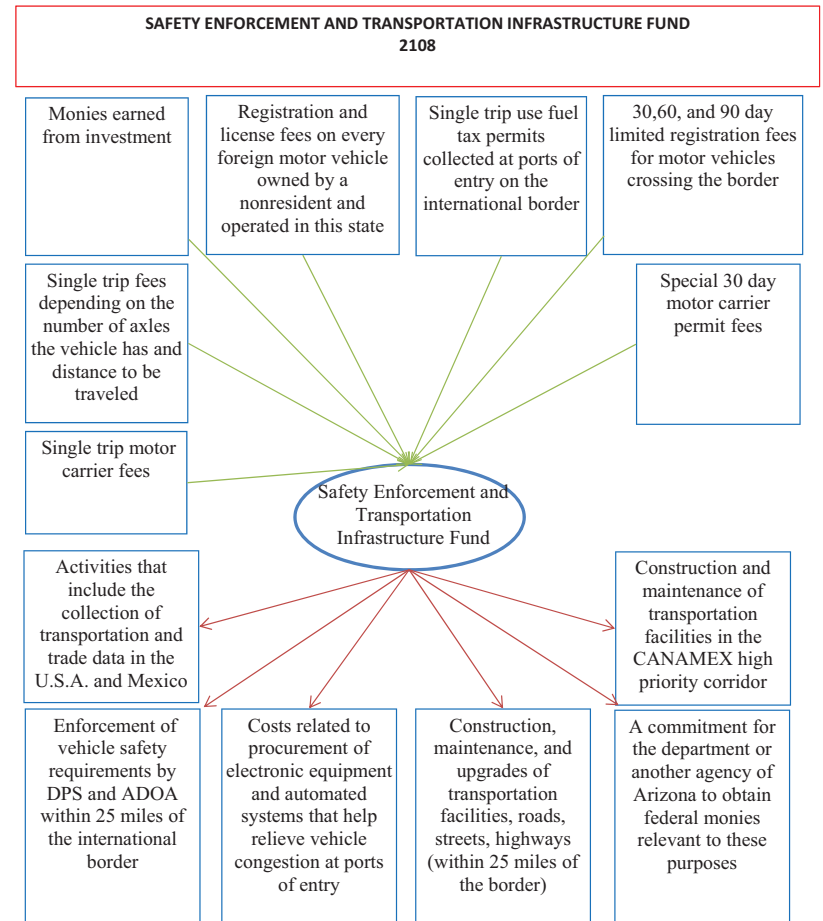 SAFETY ENFORCEMENT AND TRANSPORTATION INFRASTRUCTURE FUND
2108
Monies earned
from investment
Registration and
license fees on every
foreign motor vehicle
owned by a
nonresident and
operated in this state
Single trip use fuel
tax permits
collected at ports of
entry on the
international border
30,60, and 90 day
limited registration fees
for motor vehicles
crossing the border
Single trip fees
depending on the
number of axles
the vehicle has and
distance to be
traveled
Special 30 day
motor carrier
permit fees
Single trip motor
carrier fees
Safety Enforcement and
Transportation
Infrastructure Fund
Activities that
include the
collection of
transportation and
trade data in the
U.S.A. and Mexico
Construction and
maintenance of
transportation
facilities in the
CANAMEX high
priority corridor
Enforcement of
vehicle safety
requirements by
DPS and ADOA
within 25 miles of
the international
border
Costs related to
procurement of
electronic equipment
and automated
systems that help
relieve vehicle
congestion at ports
of entry
Construction,
maintenance, and
upgrades of
transportation
facilities, roads,
streets, highways
(within 25 miles of
the border)
A commitment for
the department or
another agency of
Arizona to obtain
federal monies
relevant to these
purposes